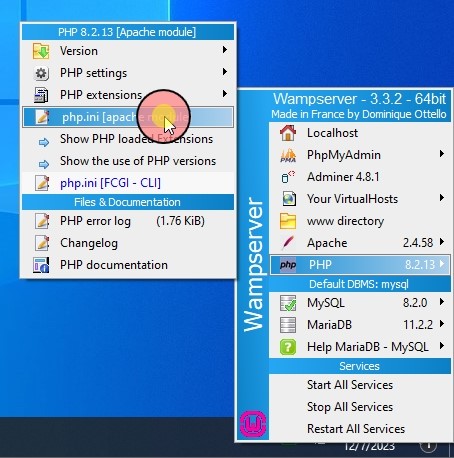 PHP 8.2.13 [Apache module]
Version
PHP settings
PHP extensions
php.ini [apache module]
Show PHP loaded Extensions
Show the use of PHP versions
php.ini [FCGI - CLI]
Files & Documentation
PHP error log (1.76 KiB)
Changelog
PHP documentation
Wampserver - 3.3.2 - 64bit
Made in France by Dominique Ottello
Localhost
PMA PhpMyAdmin
Adminer 4.8.1
Your VirtualHosts
www directory
Apache 2.4.58
php PHP 8.2.13
Default DBMS: mysql
MySQL 8.2.0
MariaDB 11.2.2
Help MariaDB - MySQL
Services
Start All Services
Stop All Services
Restart All Services
Wampserver
12/7/2023